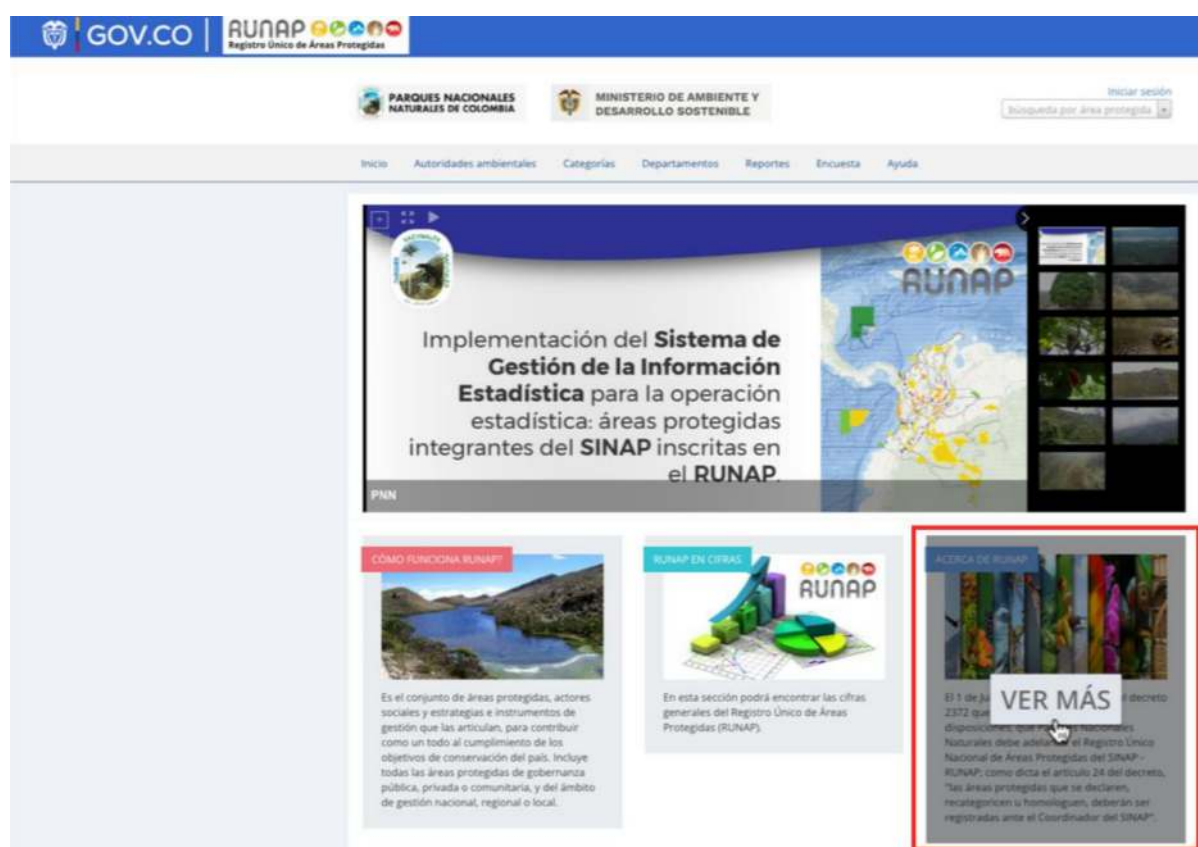 GOV.CO
RUNAP
Registro Único de Áreas Protegidas
PARQUES NACIONALES
NATURALES DE COLOMBIA
MINISTERIO DE AMBIENTE Y
DESARROLLO SOSTENIBLE
Iniciar sesión
búsqueda por área protegida
Inicio Autoridades ambientales Categorías Departamentos Reportes Encuesta Ayuda
RUNAP
Implementación del Sistema de
Gestión de la Información
Estadística para la operación
estadística: áreas protegidas
integrantes del SINAP inscritas en
el RUNAP.
PNN
CÓMO FUNCIONA RUNAP?
Es el conjunto de áreas protegidas, actores
sociales y estrategias e instrumentos de
gestión que las articulan, para contribuir
como un todo al cumplimiento de los
objetivos de conservación del país. Incluye
todas las áreas protegidas de gobernanza
pública, privada o comunitaria, y del ámbito
de gestión nacional, regional o local.
RUNAP EN CIFRAS
RUNAP
En esta sección podrá encontrar las cifras
generales del Registro Único de Áreas
Protegidas (RUNAP).
ACERCA DE RUNAP
VER MÁS
El 1 de decreto
2372 que
disposiciones, que Nacionales
Naturales debe adelantar el Registro Único
Nacional de Áreas Protegidas del SINAP -
RUNAP; como dicta el artículo 24 del decreto,
"las áreas protegidas que se declaren,
recategoricen u homologuen, deberán ser
registradas ante el Coordinador del SINAP".